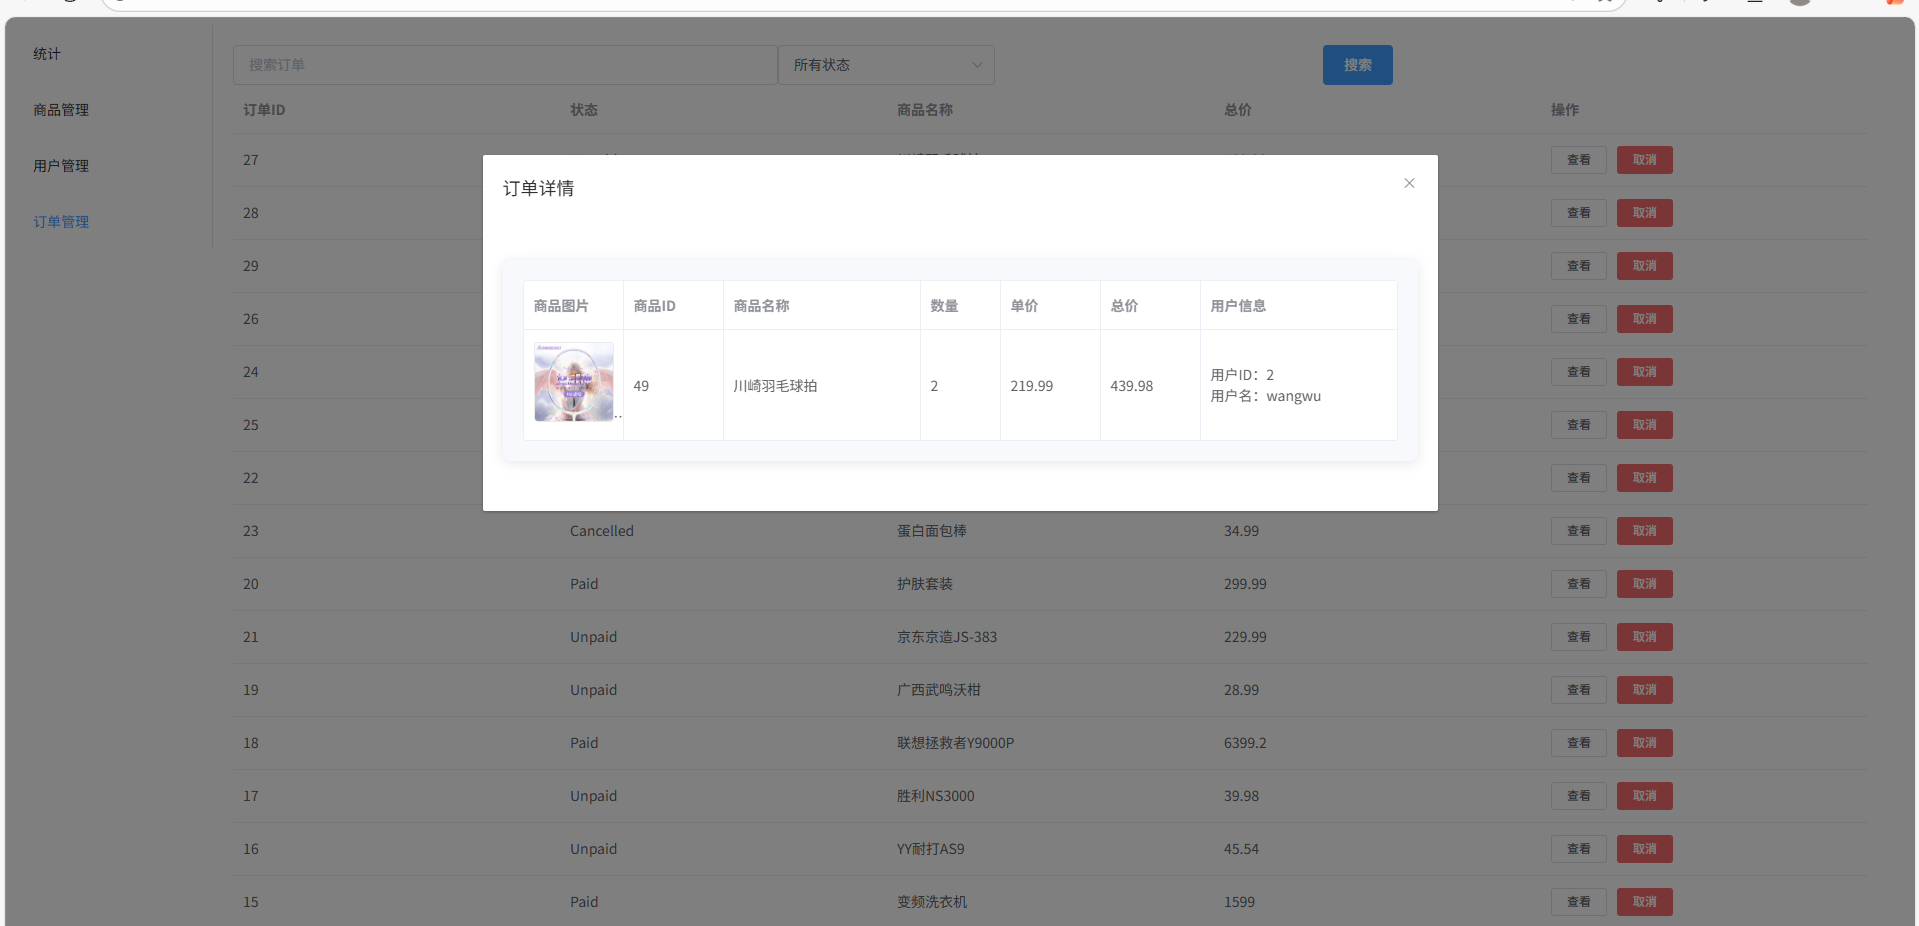 统计
商品管理
用户管理
订单管理
搜索订单
所有状态
搜索
订单ID 状态 商品名称 总价 操作
27 查看 取消
28 查看 取消
29 查看 取消
26 查看 取消
24 查看 取消
25 查看 取消
22 查看 取消
订单详情
商品图片 商品ID 商品名称 数量 单价 总价 用户信息
49 川崎羽毛球拍 2 219.99 439.98 用户ID：2
用户名：wangwu
23 Cancelled 蛋白面包棒 34.99 查看 取消
20 Paid 护肤套装 299.99 查看 取消
21 Unpaid 京东京造JS-383 229.99 查看 取消
19 Unpaid 广西武鸣沃柑 28.99 查看 取消
18 Paid 联想拯救者Y9000P 6399.2 查看 取消
17 Unpaid 胜利NS3000 39.98 查看 取消
16 Unpaid YY耐打AS9 45.54 查看 取消
15 Paid 变频洗衣机 1599 查看 取消